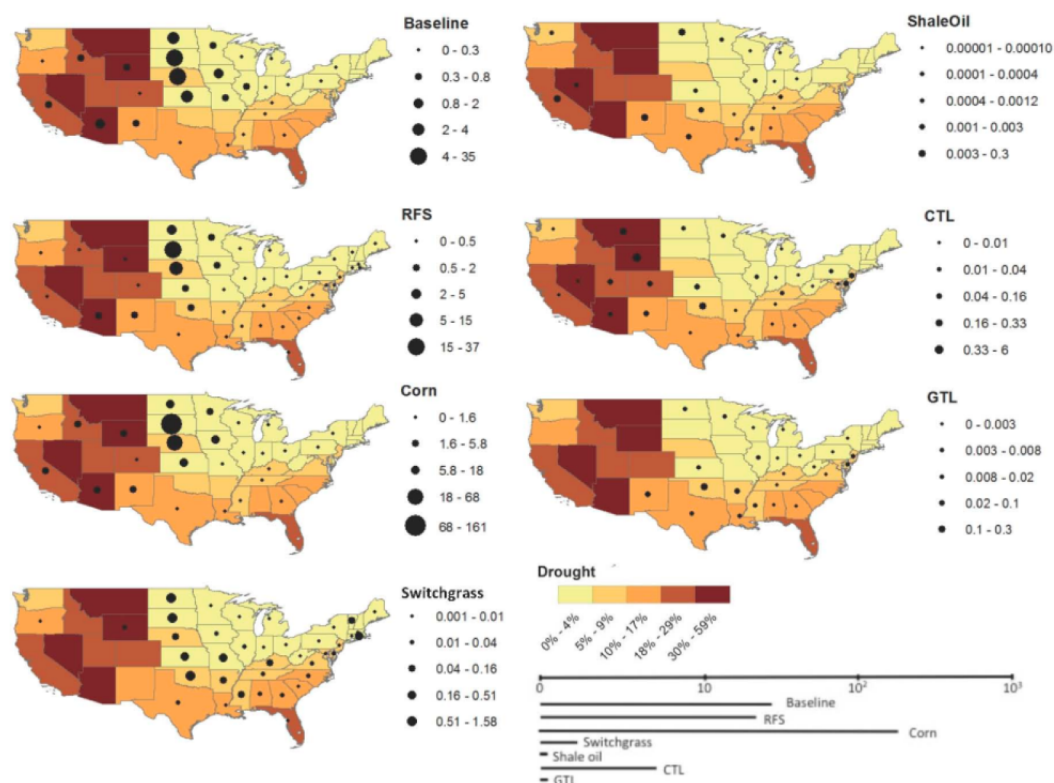 Baseline
0 - 0.3
0.3 - 0.8
0.8 - 2
2 - 4
4 - 35
ShaleOil
0.00001 - 0.00010
0.0001 - 0.0004
0.0004 - 0.0012
0.001 - 0.003
0.003 - 0.3
RFS
0 - 0.5
0.5 - 2
2 - 5
5 - 15
15 - 37
CTL
0 - 0.01
0.01 - 0.04
0.04 - 0.16
0.16 - 0.33
0.33 - 6
Corn
0 - 1.6
1.6 - 5.8
5.8 - 18
18 - 68
68 - 161
GTL
0 - 0.003
0.003 - 0.008
0.008 - 0.02
0.02 - 0.1
0.1 - 0.3
Switchgrass
0.001 - 0.01
0.01 - 0.04
0.04 - 0.16
0.16 - 0.51
0.51 - 1.58
Drought
0% - 4%
5% - 9%
10% - 17%
18% - 29%
30% - 59%
0 10 10² 10³
Baseline
RFS
Corn
Switchgrass
Shale oil
CTL
GTL